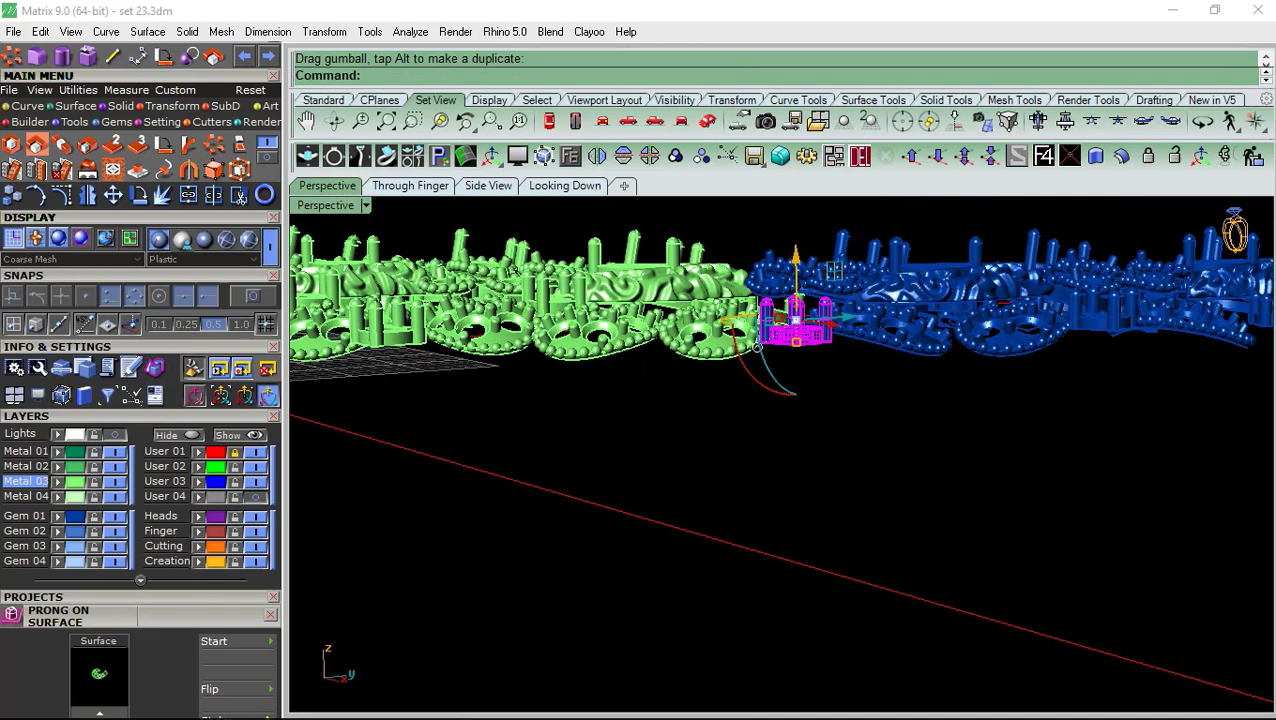 Matrix 9.0 (64-bit) - set 23.3dm
File Edit View Curve Surface Solid Mesh Dimension Transform Tools Analyze Render Rhino 5.0 Blend Clayoo Help
Drag gumball, tap Alt to make a duplicate:
Command:
MAIN MENU
File View Utilities Measure Custom Reset
Curve Surface Solid Transform SubD Art
Builder Tools Gems Setting Cutters Render
Standard CPlanes Set View Display Select Viewport Layout Visibility Transform Curve Tools Surface Tools Solid Tools Mesh Tools Render Tools Drafting New in V5
Perspective Through Finger Side View Looking Down
Perspective
DISPLAY
Coarse Mesh Plastic
SNAPS
0.1 0.25 0.5 1.0
INFO & SETTINGS
F4
LAYERS
Lights Hide Show
Metal 01 User 01
Metal 02 User 02
Metal 03 User 03
Metal 04 User 04
Gem 01 Heads
Gem 02 Finger
Gem 03 Cutting
Gem 04 Creation
PROJECTS
PRONG ON
SURFACE
Surface
Start
Flip
z
y
x